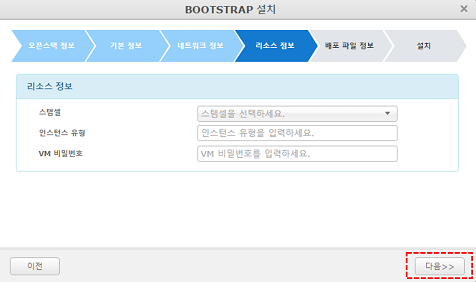 BOOTSTRAP 설치
×
오픈스택 정보
기본 정보
네트워크 정보
리소스 정보
배포 파일 정보
설치
리소스 정보
스템셀
스템셀을 선택하세요.
인스턴스 유형
인스턴스 유형을 입력하세요.
VM 비밀번호
VM 비밀번호를 입력하세요.
이전
다음>>